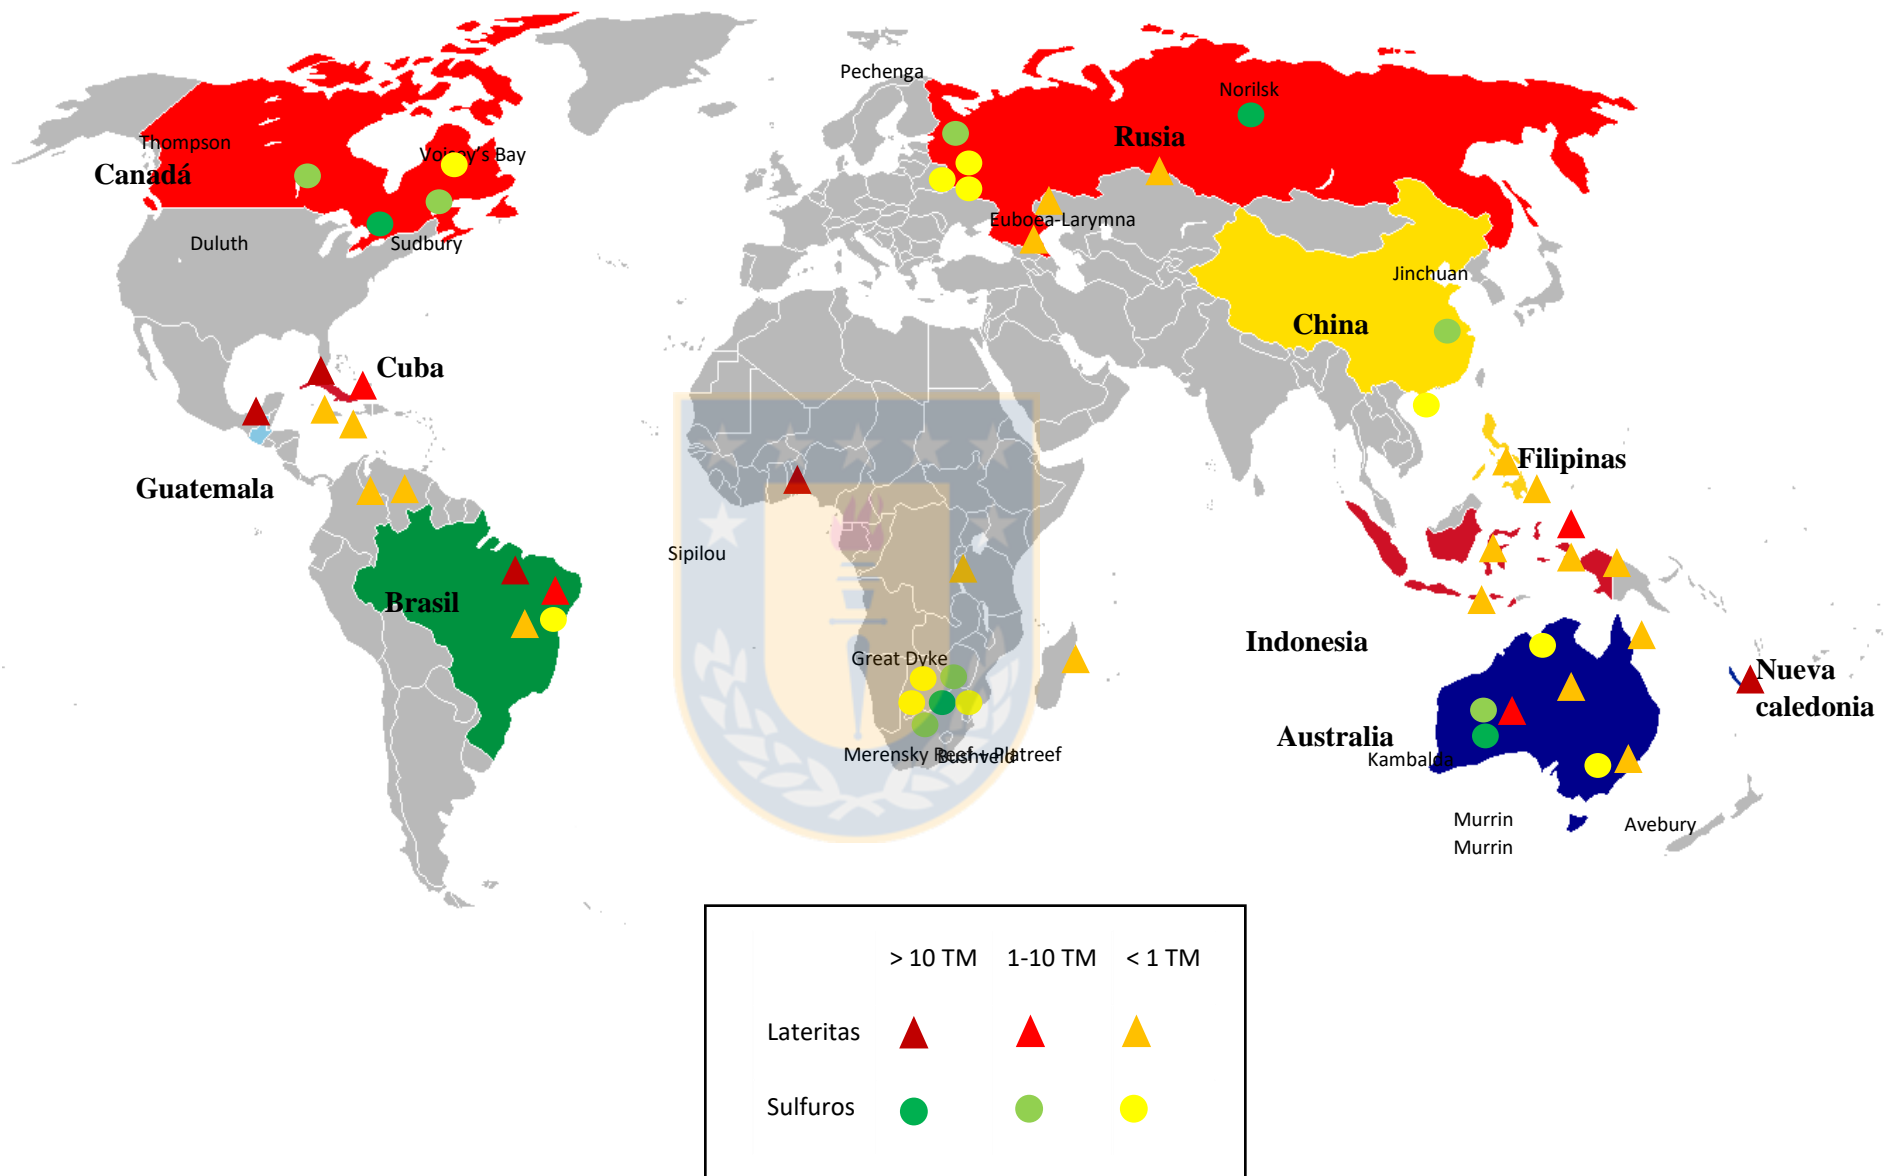 Pechenga
Norilsk
Thompson
Rusia
Voisey's Bay
Canadá
Euboea-Larymna
Duluth
Sudbury
Jinchuan
China
Cuba
Filipinas
Guatemala
Sipilou
Brasil
Indonesia
Great Dyke
Nueva
caledonia
Australia
Merensky Reef + Platreef
Bushveld
Kambalda
Murrin
Murrin
Avebury
> 10 TM 1-10 TM < 1 TM
Lateritas
Sulfuros